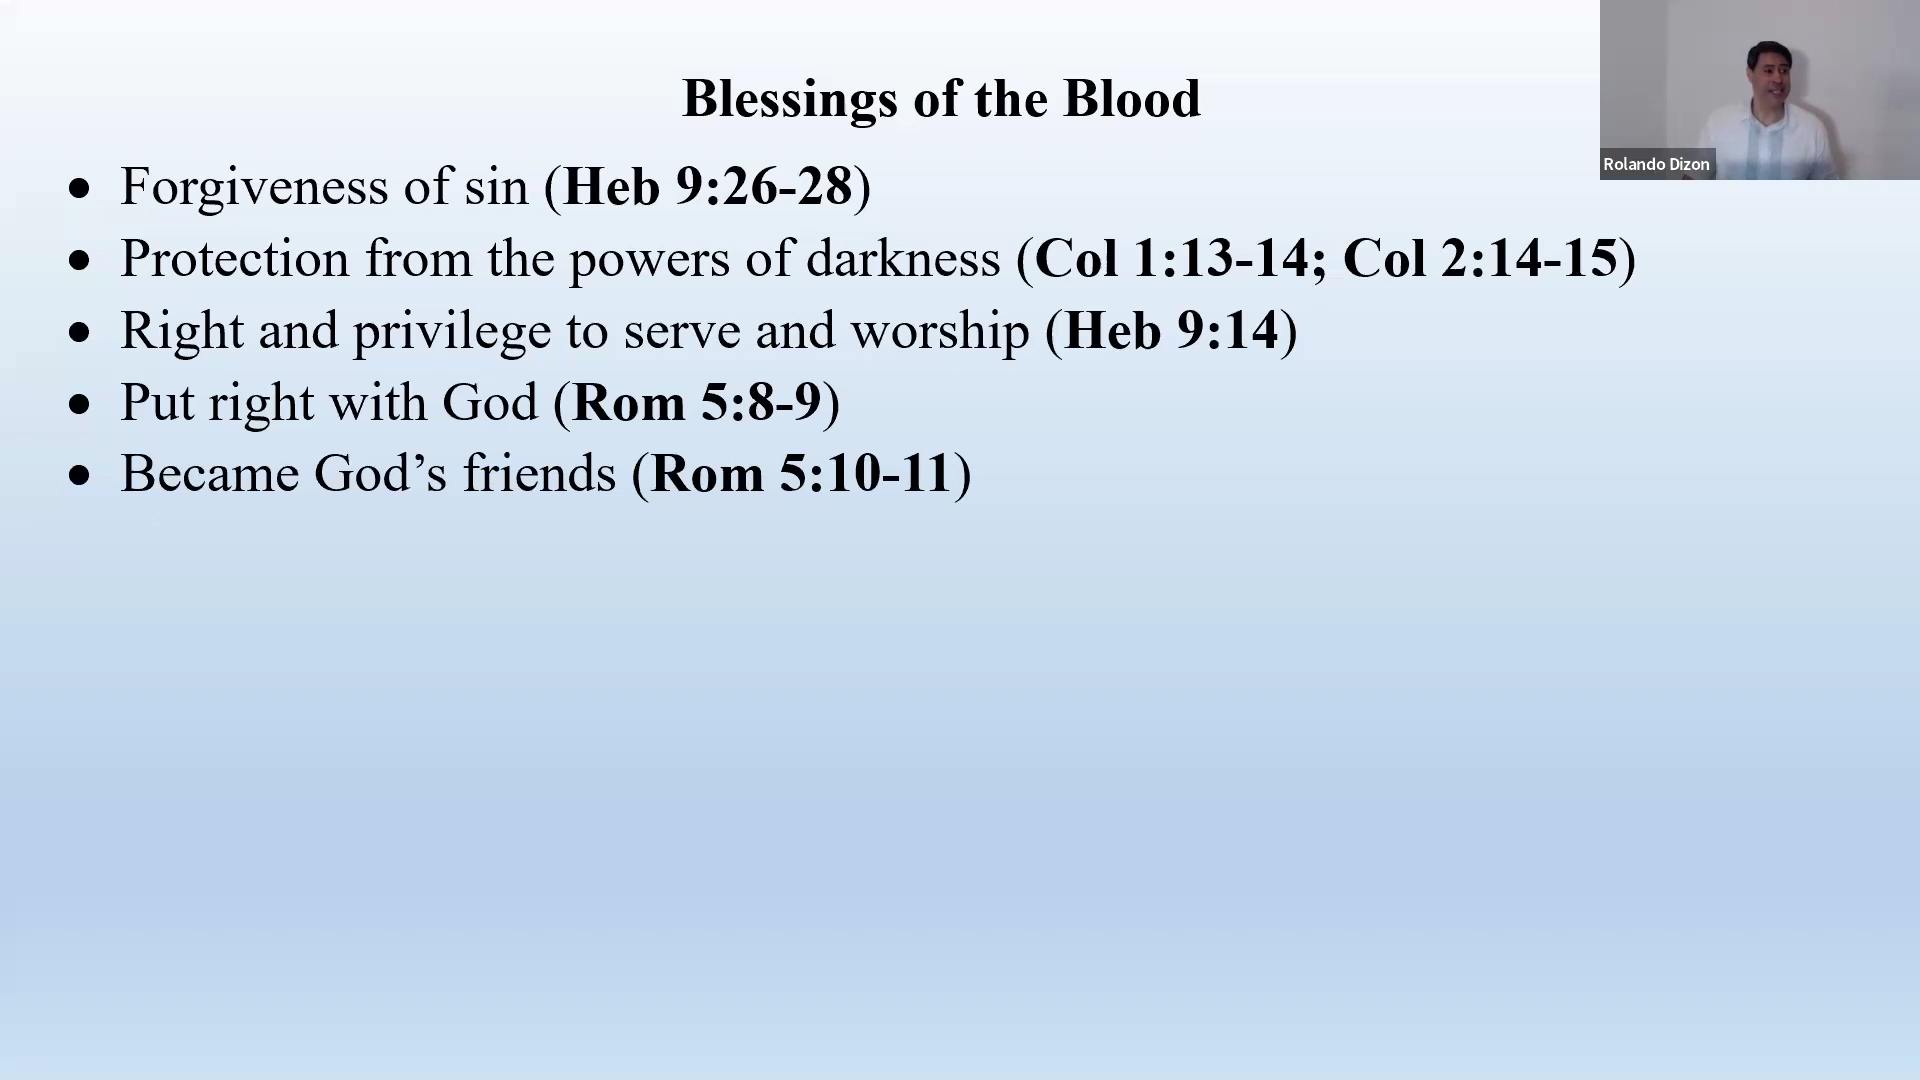 Blessings of the Blood
• Forgiveness of sin (Heb 9:26-28)
• Protection from the powers of darkness (Col 1:13-14; Col 2:14-15)
• Right and privilege to serve and worship (Heb 9:14)
• Put right with God (Rom 5:8-9)
• Became God’s friends (Rom 5:10-11)
Rolando Dizon